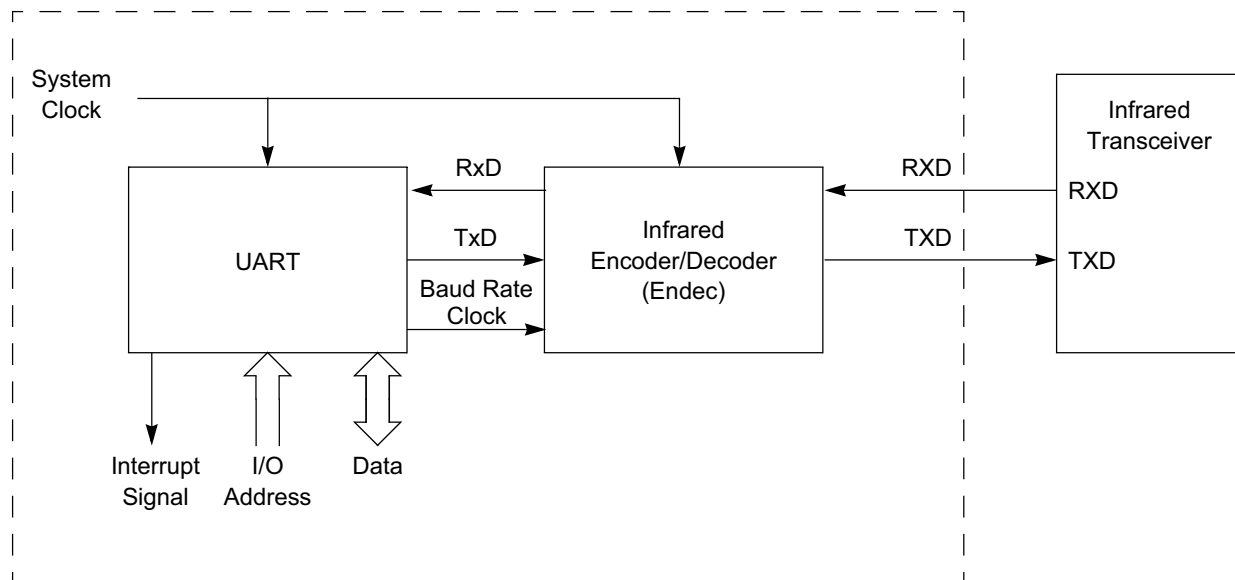 System
Clock
Infrared
Transceiver
RxD
RXD
RXD
UART
TxD
Infrared
Encoder/Decoder
(Endec)
TXD
TXD
Baud Rate
Clock
Interrupt
Signal
I/O
Address
Data